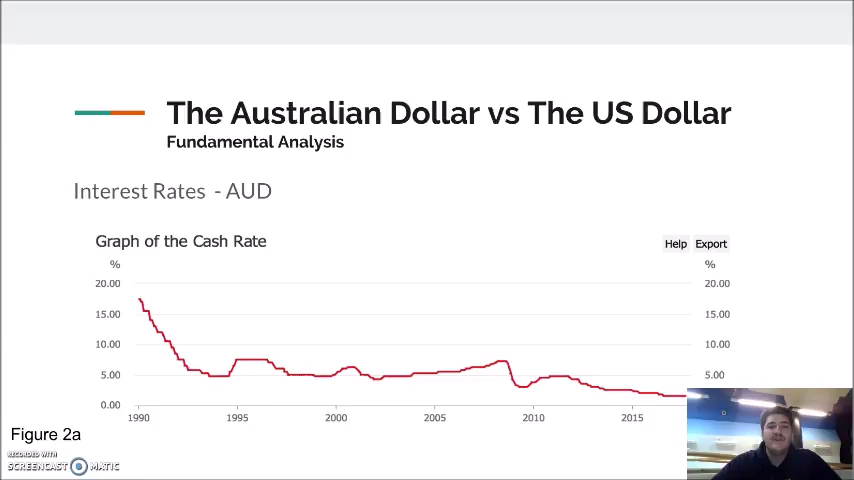 The Australian Dollar vs The US Dollar
Fundamental Analysis
Interest Rates - AUD
Graph of the Cash Rate
Help Export
% %
20.00 20.00
15.00 15.00
10.00 10.00
5.00 5.00
0.00
1990 1995 2000 2005 2010 2015
Figure 2a
RECORDED WITH
SCREENCAST MATIC